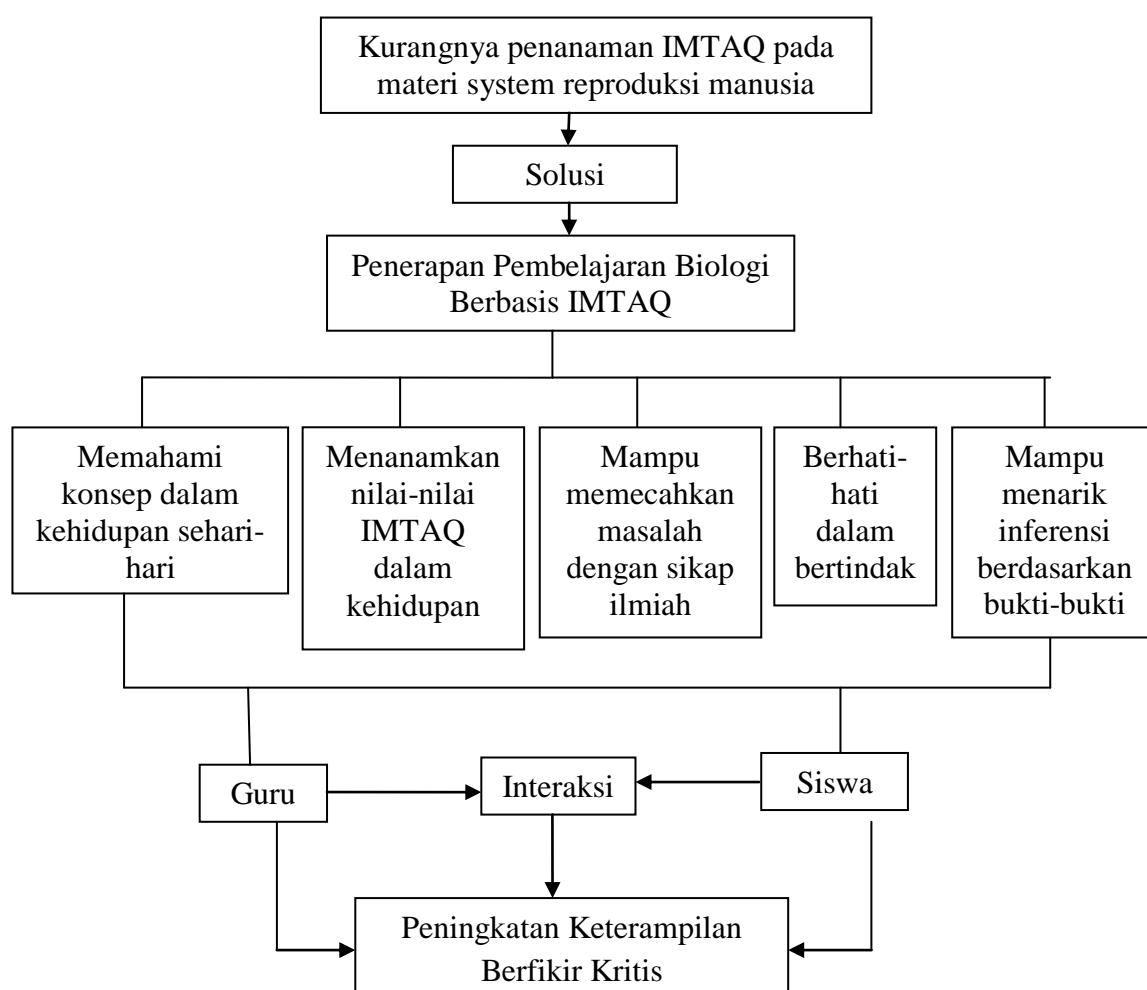 Kurangnya penanaman IMTAQ pada
materi system reproduksi manusia
Solusi
Penerapan Pembelajaran Biologi
Berbasis IMTAQ
Memahami
konsep dalam
kehidupan sehari-
hari
Menanamkan
nilai-nilai
IMTAQ
dalam
kehidupan
Mampu
memecahkan
masalah
dengan sikap
ilmiah
Berhati-
hati
dalam
bertindak
Mampu
menarik
inferensi
berdasarkan
bukti-bukti
Guru
Interaksi
Siswa
Peningkatan Keterampilan
Berfikir Kritis